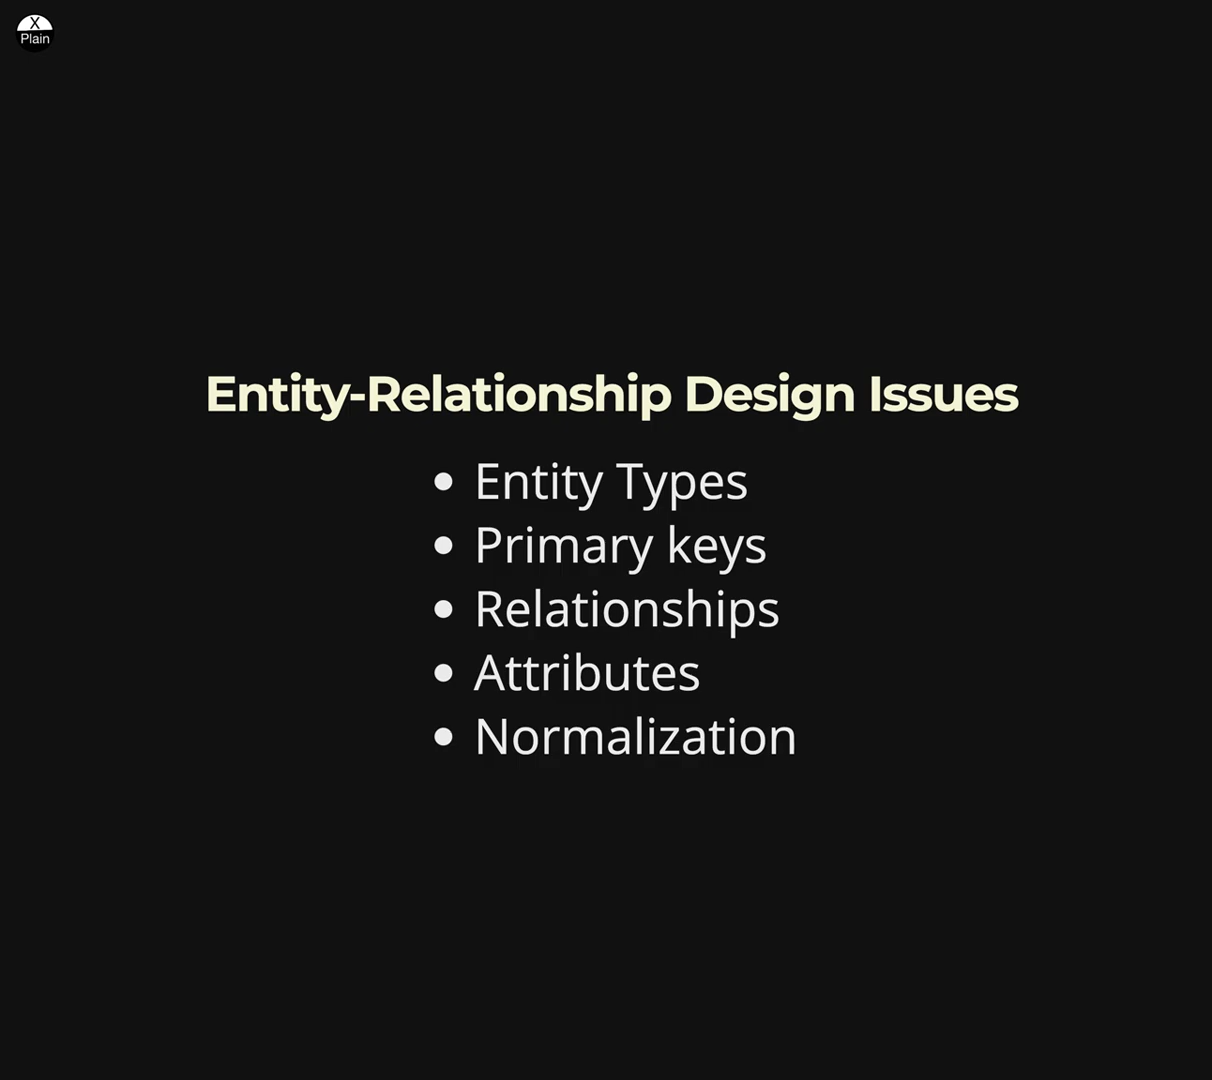 X
Plain
Entity-Relationship Design Issues
• Entity Types
• Primary keys
• Relationships
• Attributes
• Normalization